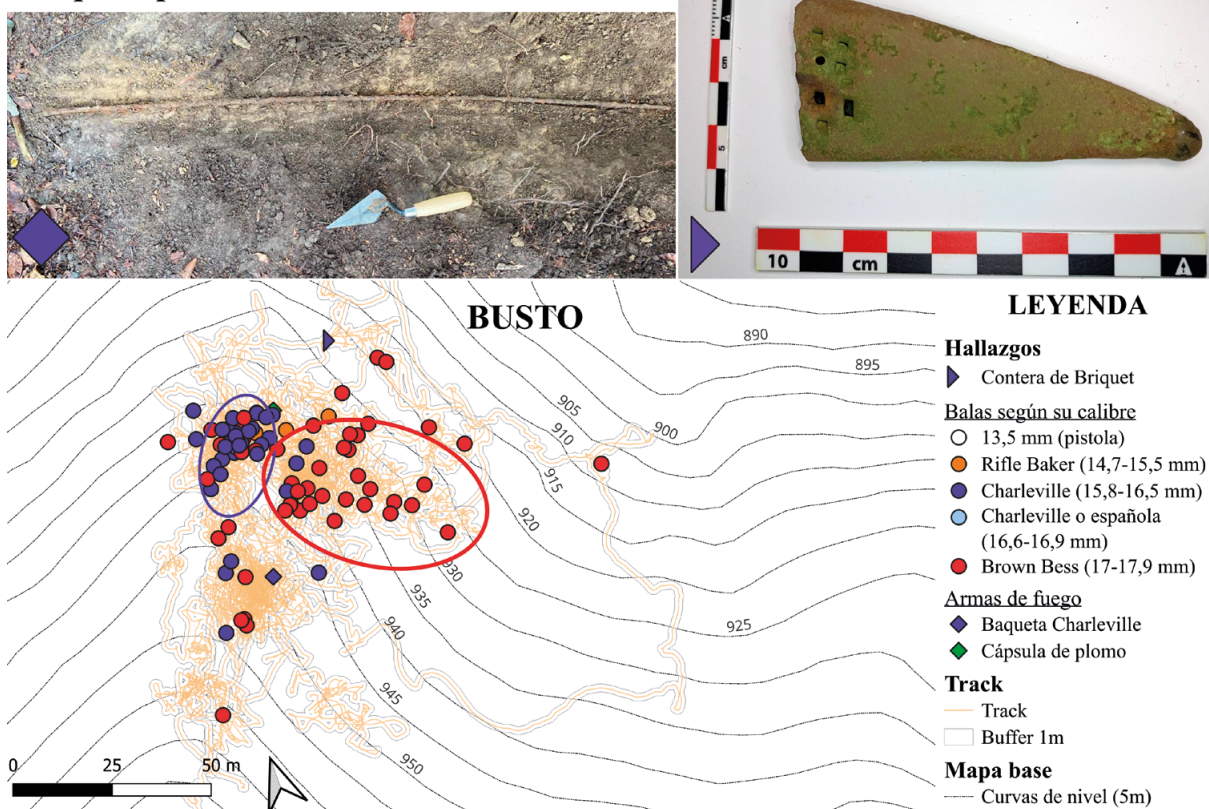 cm
5
10
cm
BUSTO
890
895
905
900
910
915
920
930
935
925
940
945
950
0 25 50 m
LEYENDA
Hallazgos
Contera de Briquet
Balas según su calibre
13,5 mm (pistola)
Rifle Baker (14,7-15,5 mm)
Charleville (15,8-16,5 mm)
Charleville o española
(16,6-16,9 mm)
Brown Bess (17-17,9 mm)
Armas de fuego
Baqueta Charleville
Cápsula de plomo
Track
Track
Buffer 1m
Mapa base
Curvas de nivel (5m)